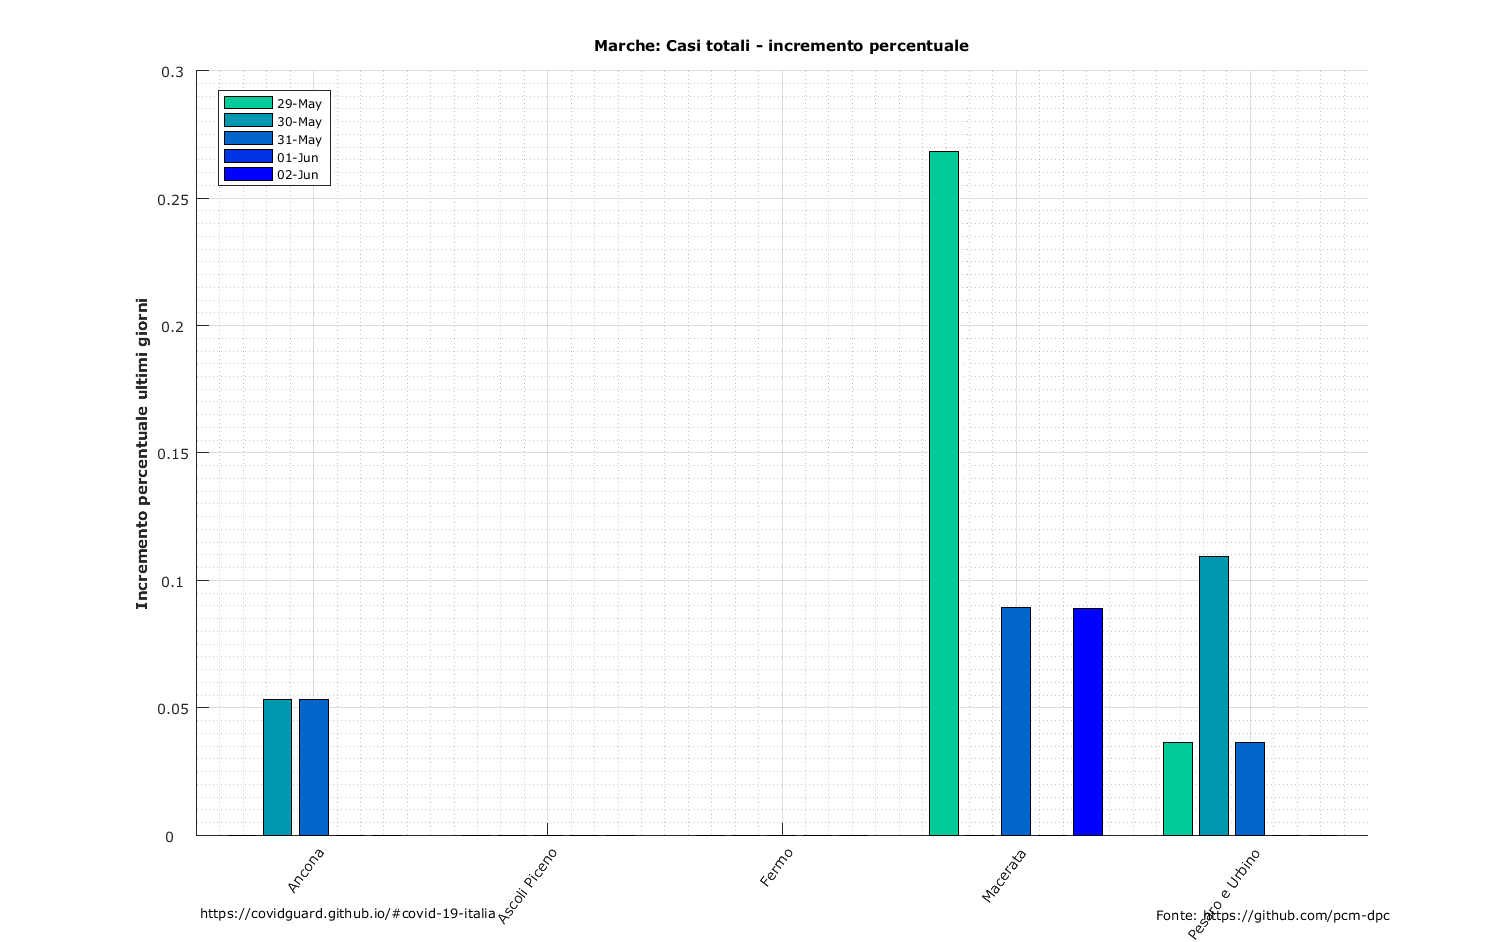 Marche: Casi totali - incremento percentuale
0.3
0.25
0.2
0.15
0.1
0.05
0
Incremento percentuale ultimi giorni
29-May
30-May
31-May
01-Jun
02-Jun
Ancona
Ascoli Piceno
Fermo
Macerata
Pesaro e Urbino
https://covidguard.github.io/#covid-19-italia
Fonte: https://github.com/pcm-dpc